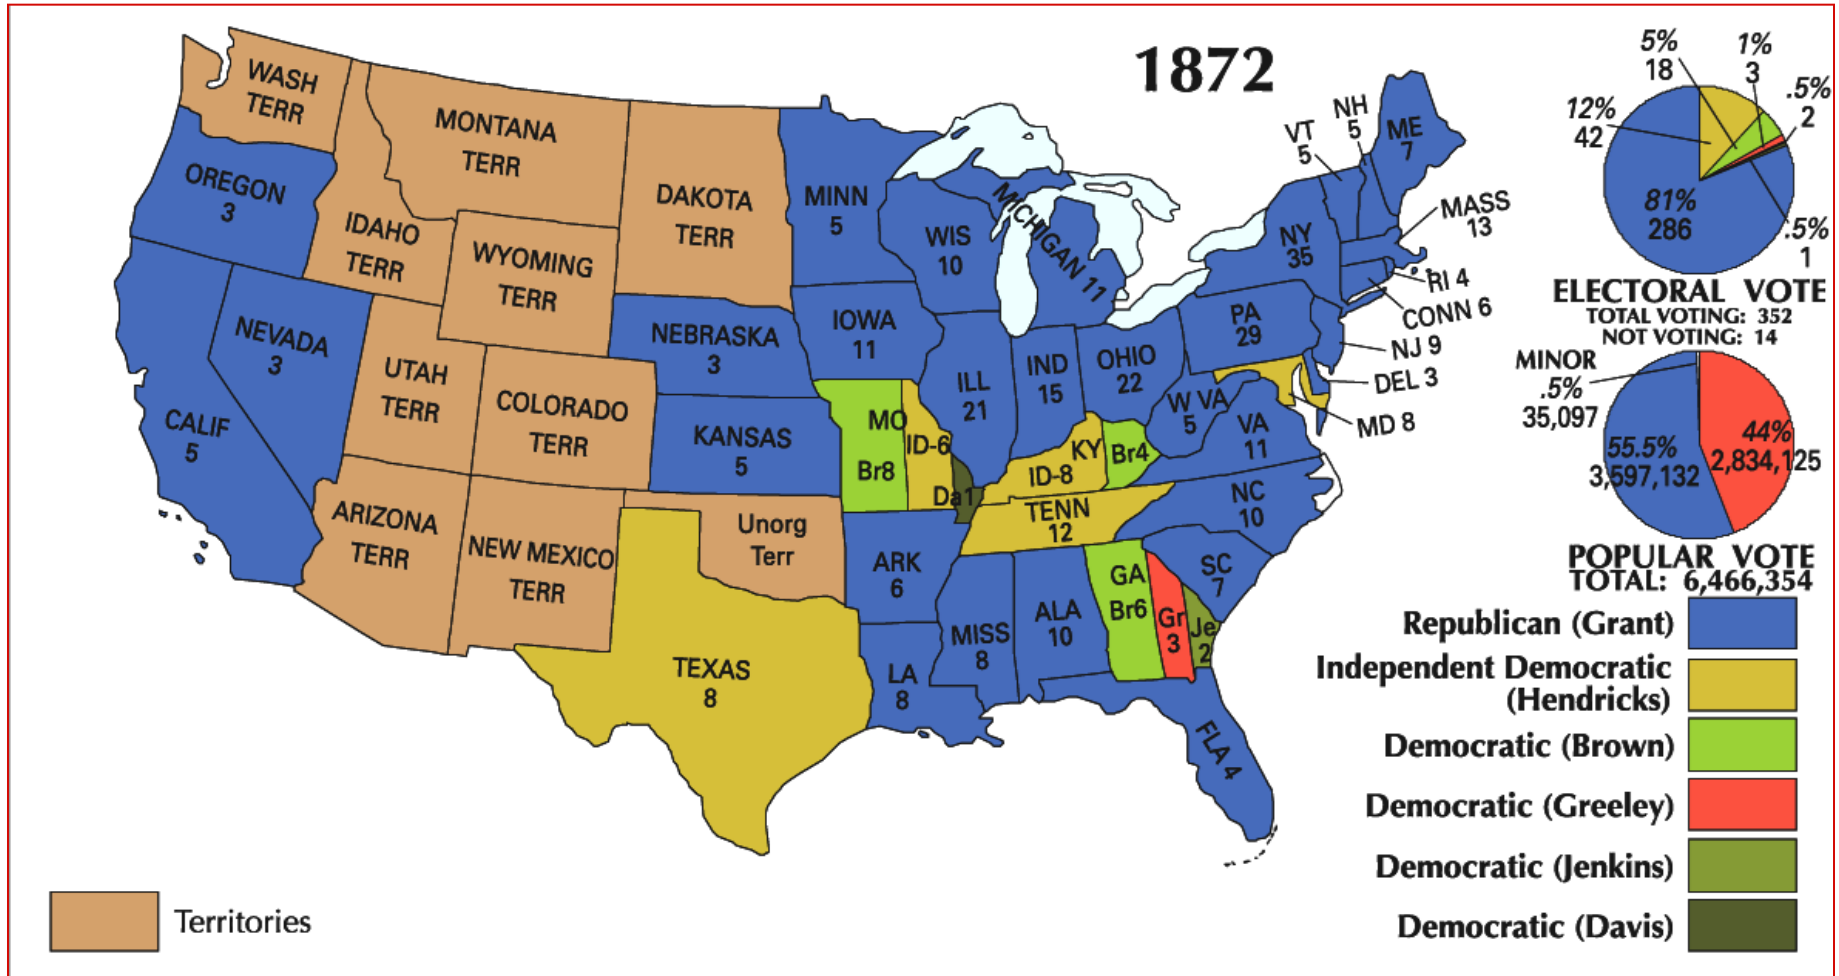 1872
WASH
TERR
MONTANA
TERR
DAKOTA
TERR
MINN
5
OREGON
3
IDAHO
TERR
WYOMING
TERR
WIS
10
MICHIGAN 11
VT
5
NH
5
ME
7
MASS
13
NY
35
RI 4
CONN 6
NJ 9
DEL 3
MD 8
PA
29
NEVADA
3
NEBRASKA
3
IOWA
11
UTAH
TERR
COLORADO
TERR
CALIF
5
KANSAS
5
MO
Br8
ID-6
Da1
ILL
21
IND
15
OHIO
22
W VA
5
VA
11
KY
ID-8
Br4
ARIZONA
TERR
NEW MEXICO
TERR
Unorg
Terr
ARK
6
TENN
12
NC
10
SC
7
TEXAS
8
LA
8
MISS
8
ALA
10
GA
Br6
Gr
3
Je
2
FLA 4
5%
18
1%
3
.5%
2
12%
42
81%
286
.5%
1
ELECTORAL VOTE
TOTAL VOTING: 352
NOT VOTING: 14
MINOR
.5%
35,097
55.5%
3,597,132
44%
2,834,125
POPULAR VOTE
TOTAL: 6,466,354
Republican (Grant)
Independent Democratic
(Hendricks)
Democratic (Brown)
Democratic (Greeley)
Democratic (Jenkins)
Democratic (Davis)
Territories